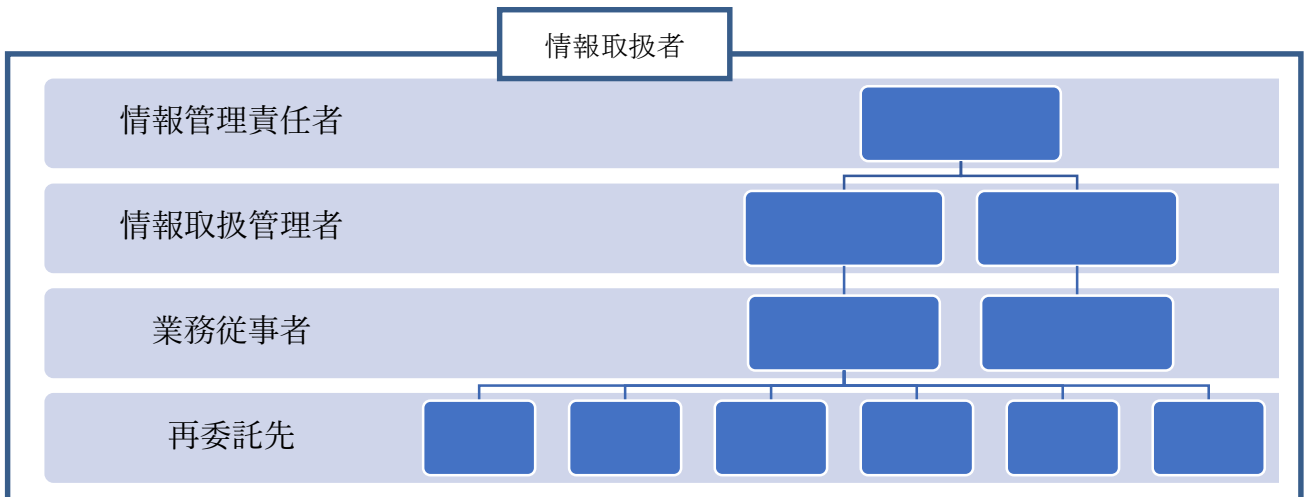 情報取扱者
情報管理責任者
情報取扱管理者
業務従事者
再委託先